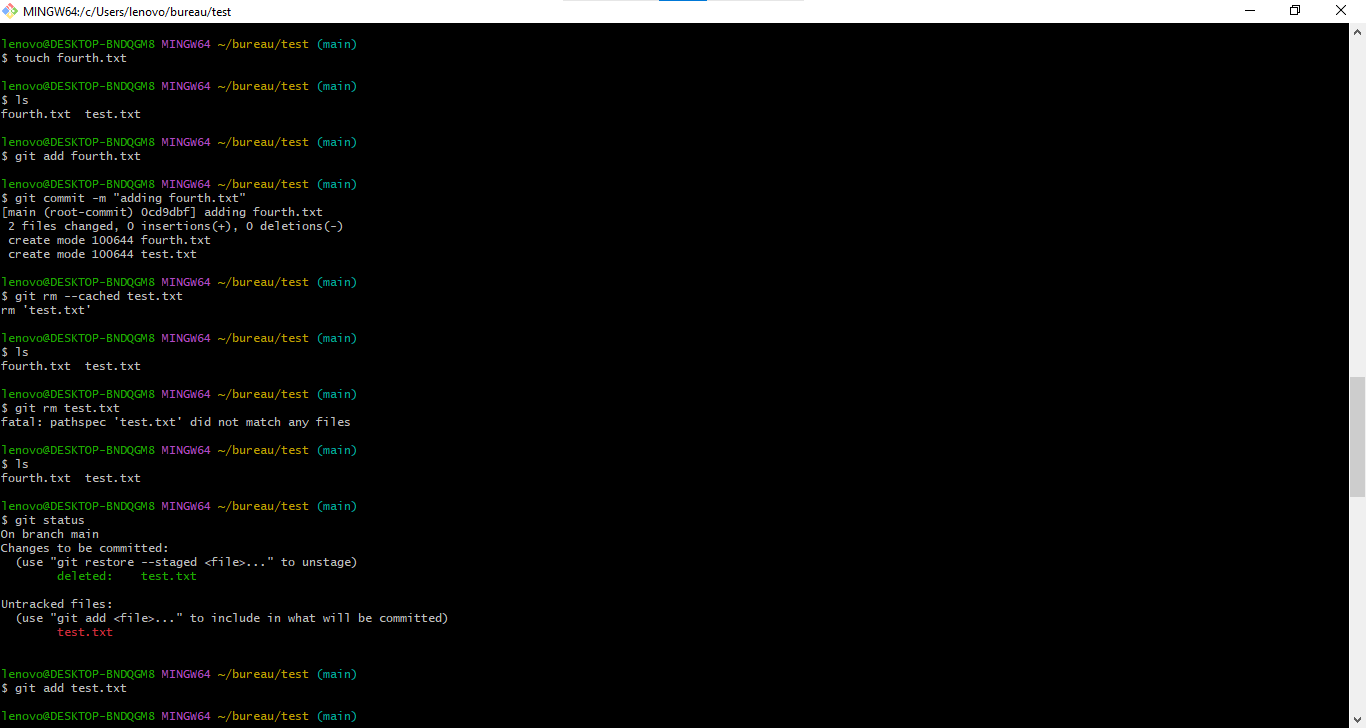 MINGW64:/c/Users/lenovo/bureau/test
lenovo@DESKTOP-BNDQGM8 MINGW64 ~/bureau/test (main)
$ touch fourth.txt
lenovo@DESKTOP-BNDQGM8 MINGW64 ~/bureau/test (main)
$ ls
fourth.txt  test.txt
lenovo@DESKTOP-BNDQGM8 MINGW64 ~/bureau/test (main)
$ git add fourth.txt
lenovo@DESKTOP-BNDQGM8 MINGW64 ~/bureau/test (main)
$ git commit -m "adding fourth.txt"
[main (root-commit) 0cd9dbf] adding fourth.txt
 2 files changed, 0 insertions(+), 0 deletions(-)
 create mode 100644 fourth.txt
 create mode 100644 test.txt
lenovo@DESKTOP-BNDQGM8 MINGW64 ~/bureau/test (main)
$ git rm --cached test.txt
rm 'test.txt'
lenovo@DESKTOP-BNDQGM8 MINGW64 ~/bureau/test (main)
$ ls
fourth.txt  test.txt
lenovo@DESKTOP-BNDQGM8 MINGW64 ~/bureau/test (main)
$ git rm test.txt
fatal: pathspec 'test.txt' did not match any files
lenovo@DESKTOP-BNDQGM8 MINGW64 ~/bureau/test (main)
$ ls
fourth.txt  test.txt
lenovo@DESKTOP-BNDQGM8 MINGW64 ~/bureau/test (main)
$ git status
On branch main
Changes to be committed:
  (use "git restore --staged <file>..." to unstage)
        deleted:    test.txt
Untracked files:
  (use "git add <file>..." to include in what will be committed)
        test.txt
lenovo@DESKTOP-BNDQGM8 MINGW64 ~/bureau/test (main)
$ git add test.txt
lenovo@DESKTOP-BNDQGM8 MINGW64 ~/bureau/test (main)